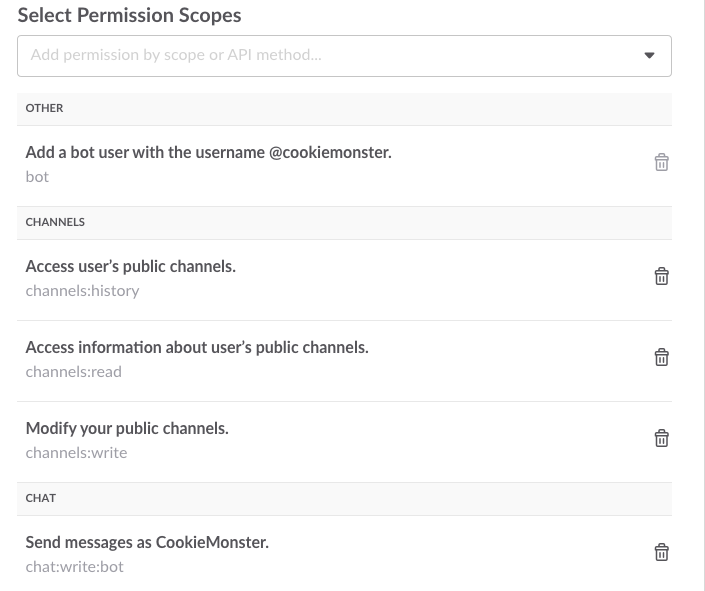 Select Permission Scopes
Add permission by scope or API method...
OTHER
Add a bot user with the username @cookiemonster.
bot
CHANNELS
Access user’s public channels.
channels:history
Access information about user’s public channels.
channels:read
Modify your public channels.
channels:write
CHAT
Send messages as CookieMonster.
chat:write:bot